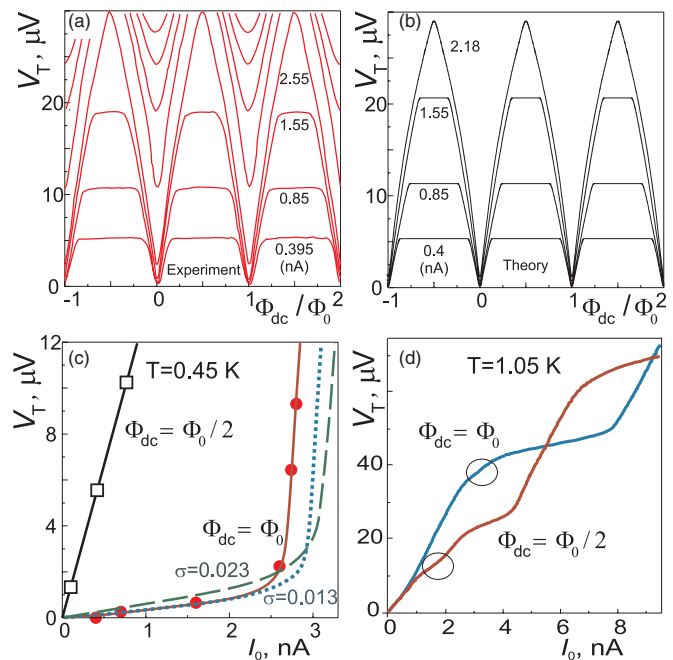 (a)
V_T, μV
20
10
0
2.55
1.55
0.85
0.395
(nA)
Experiment
-1
0
1
2
Φ_dc/Φ_0
(b)
V_T, μV
20
10
0
2.18
1.55
0.85
0.4
(nA)
Theory
-1
0
1
2
Φ_dc/Φ_0
(c)
V_T, μV
12
8
4
0
T=0.45 K
Φ_dc= Φ_0/2
Φ_dc= Φ_0
σ=0.023
σ=0.013
0
1
2
3
I_0, nA
(d)
V_T, μV
40
20
0
T=1.05 K
Φ_dc= Φ_0
Φ_dc= Φ_0/2
0
2
4
6
8
I_0, nA